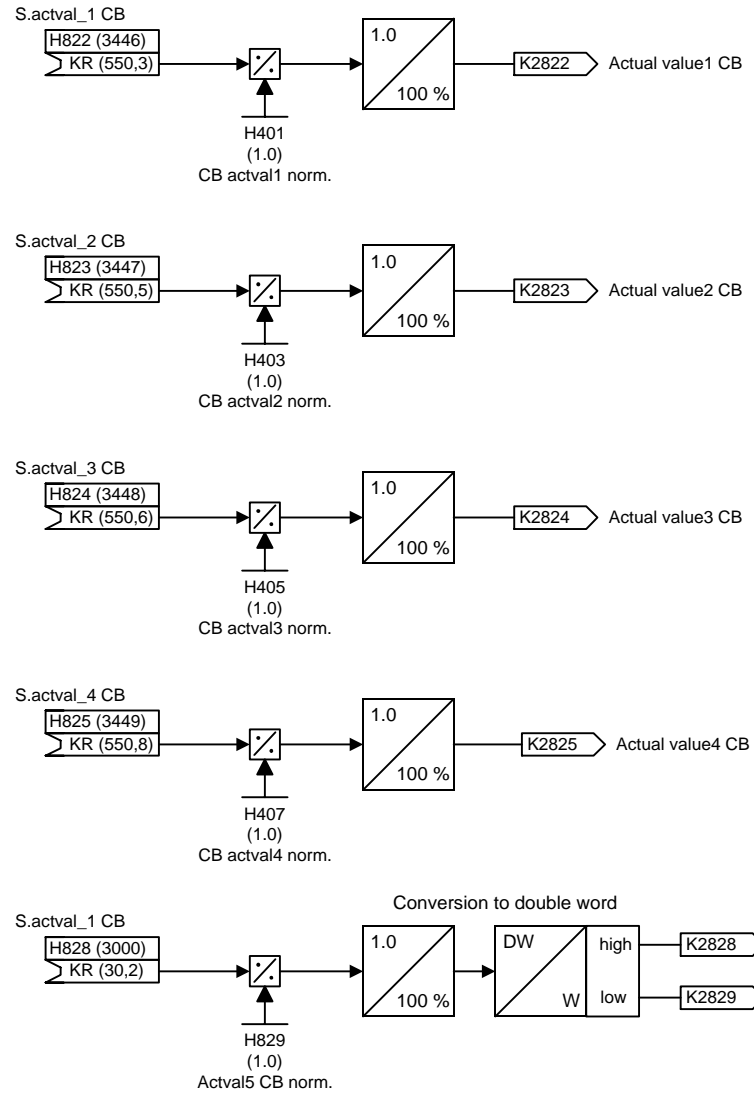 S.actval_1 CB
H822 (3446)
KR (550,3)
1.0
100 %
K2822
Actual value1 CB
H401
(1.0)
CB actval1 norm.
S.actval_2 CB
H823 (3447)
KR (550,5)
1.0
100 %
K2823
Actual value2 CB
H403
(1.0)
CB actval2 norm.
S.actval_3 CB
H824 (3448)
KR (550,6)
1.0
100 %
K2824
Actual value3 CB
H405
(1.0)
CB actval3 norm.
S.actval_4 CB
H825 (3449)
KR (550,8)
1.0
100 %
K2825
Actual value4 CB
H407
(1.0)
CB actval4 norm.
Conversion to double word
S.actval_1 CB
H828 (3000)
KR (30,2)
1.0
100 %
DW
W
high
low
K2828
K2829
H829
(1.0)
Actval5 CB norm.